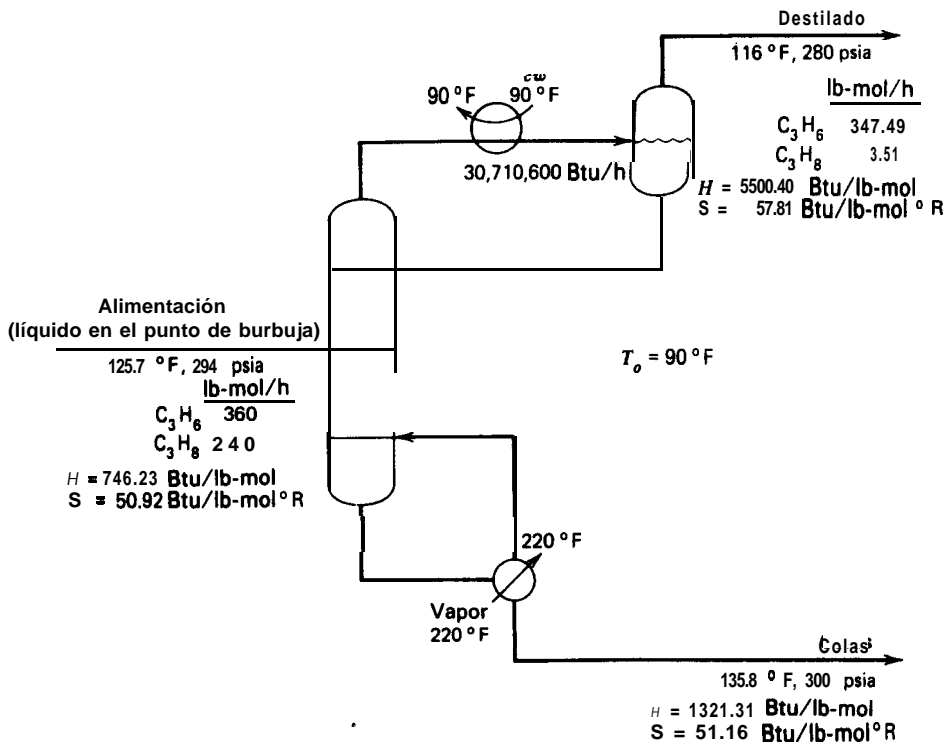 Destilado
116 °F, 280 psia
cw
90 °F 90 °F
lb-mol/h
C3H6 347.49
C3H8 3.51
30,710,600 Btu/h
H = 5500.40 Btu/lb-mol
S = 57.81 Btu/lb-mol °R
Alimentación
(líquido en el punto de burbuja)
125.7 °F, 294 psia
lb-mol/h
C3H6 360
C3H8 240
H = 746.23 Btu/lb-mol
S = 50.92 Btu/lb-mol °R
To = 90 °F
220 °F
Vapor
220 °F
Colas
135.8 °F, 300 psia
H = 1321.31 Btu/lb-mol
S = 51.16 Btu/lb-mol °R